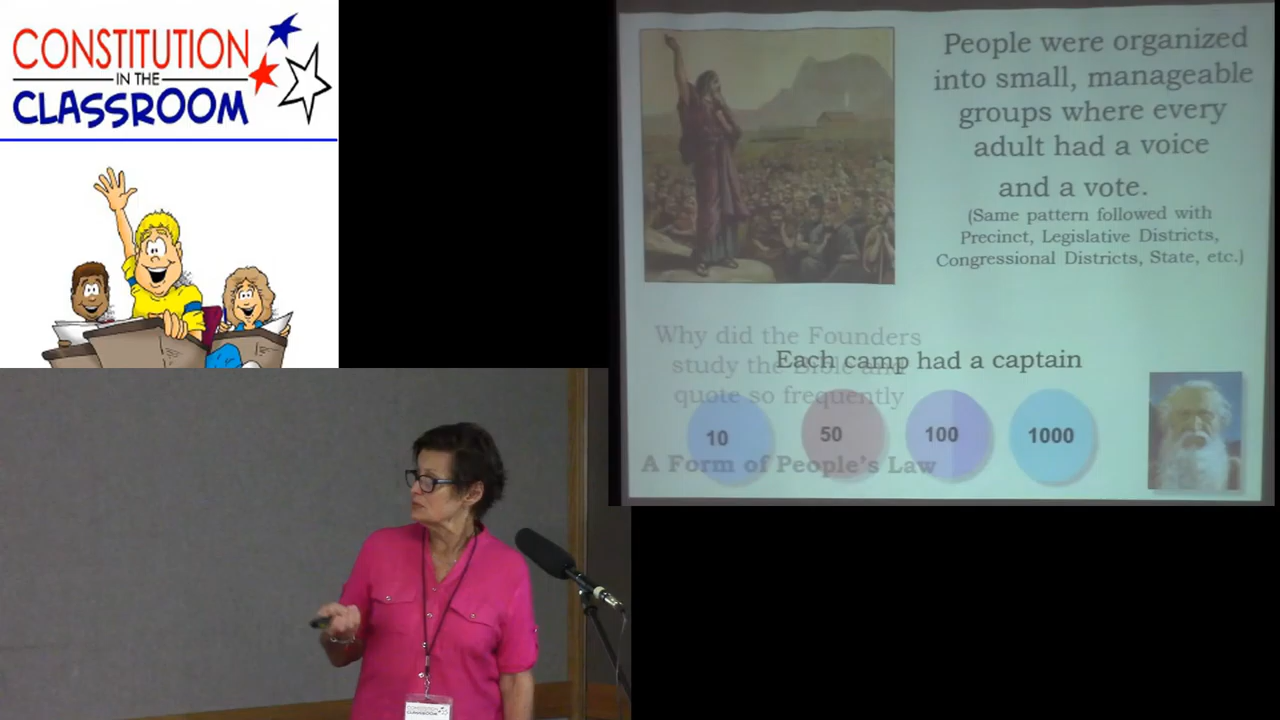 CONSTITUTION
IN THE
CLASSROOM
People were organized
into small, manageable
groups where every
adult had a voice
and a vote.
(Same pattern followed with
Precinct, Legislative Districts,
Congressional Districts, State, etc.)
Why did the Founders
study the Bible and
quote so frequently
Each camp had a captain
10 50 100 1000
A Form of People's Law
CLASSROOM